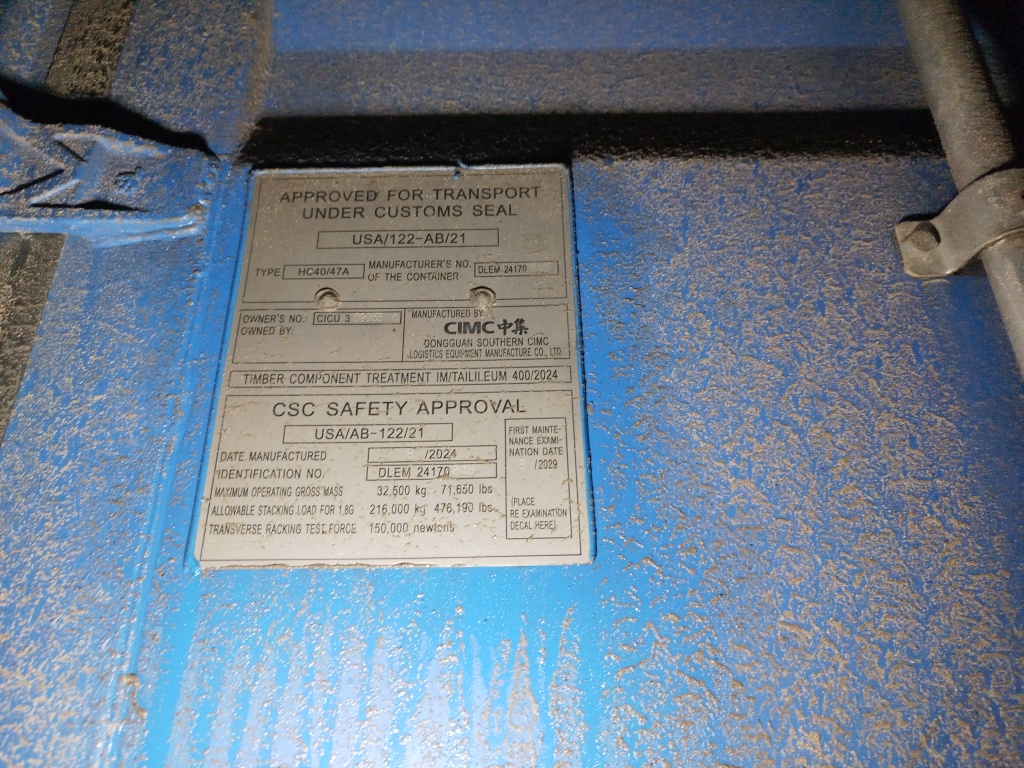 APPROVED FOR TRANSPORT
UNDER CUSTOMS SEAL
USA/122-AB/21
TYPE HC40/47A MANUFACTURER'S NO. OF THE CONTAINER DLEM 24170
OWNER'S NO.: CICU 3
OWNED BY:
MANUFACTURED BY:
CIMC中集
DONGGUAN SOUTHERN CIMC
LOGISTICS EQUIPMENT MANUFACTURE CO., LTD.
TIMBER COMPONENT TREATMENT IM/TAILILEUM 400/2024
CSC SAFETY APPROVAL
USA/AB-122/21
DATE MANUFACTURED /2024
IDENTIFICATION NO. DLEM 24170
MAXIMUM OPERATING GROSS MASS 32,500 kg 71,650 lbs
ALLOWABLE STACKING LOAD FOR 1.8G 216,000 kg 476,190 lbs
TRANSVERSE RACKING TEST FORCE 150,000 newtons
FIRST MAINTE-
NANCE EXAMI-
NATION DATE
/2029
(PLACE
RE EXAMINATION
DECAL HERE)